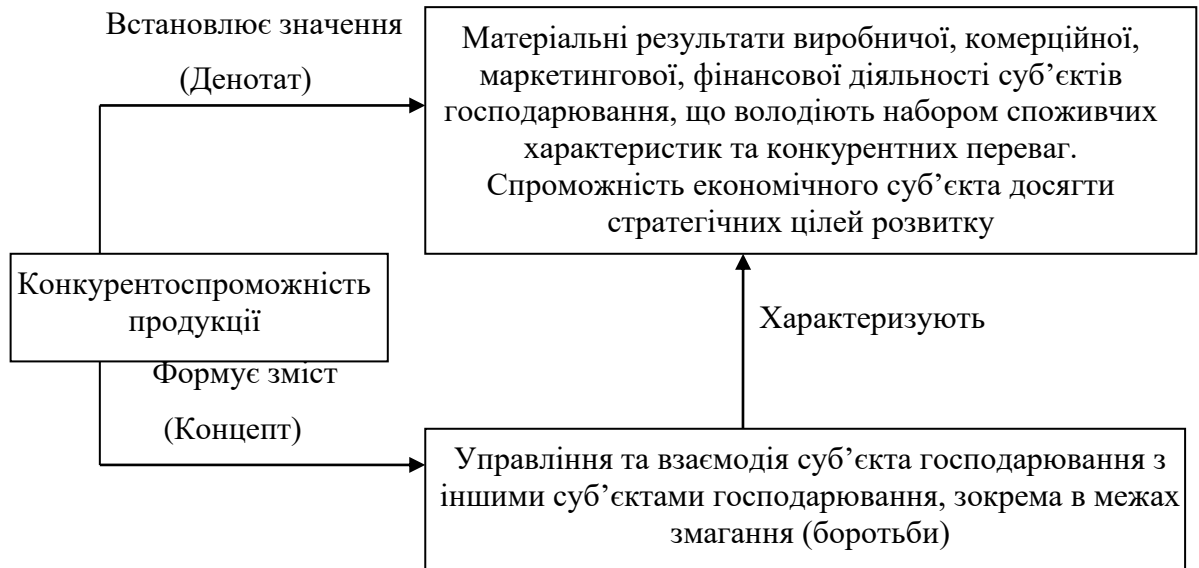 Встановлює значення
(Денотат)
Матеріальні результати виробничої, комерційної,
маркетингової, фінансової діяльності суб’єктів
господарювання, що володіють набором споживчих
характеристик та конкурентних переваг.
Спроможність економічного суб’єкта досягти
стратегічних цілей розвитку
Конкурентоспроможність
продукції
Характеризують
Формує зміст
(Концепт)
Управління та взаємодія суб’єкта господарювання з
іншими суб’єктами господарювання, зокрема в межах
змагання (боротьби)